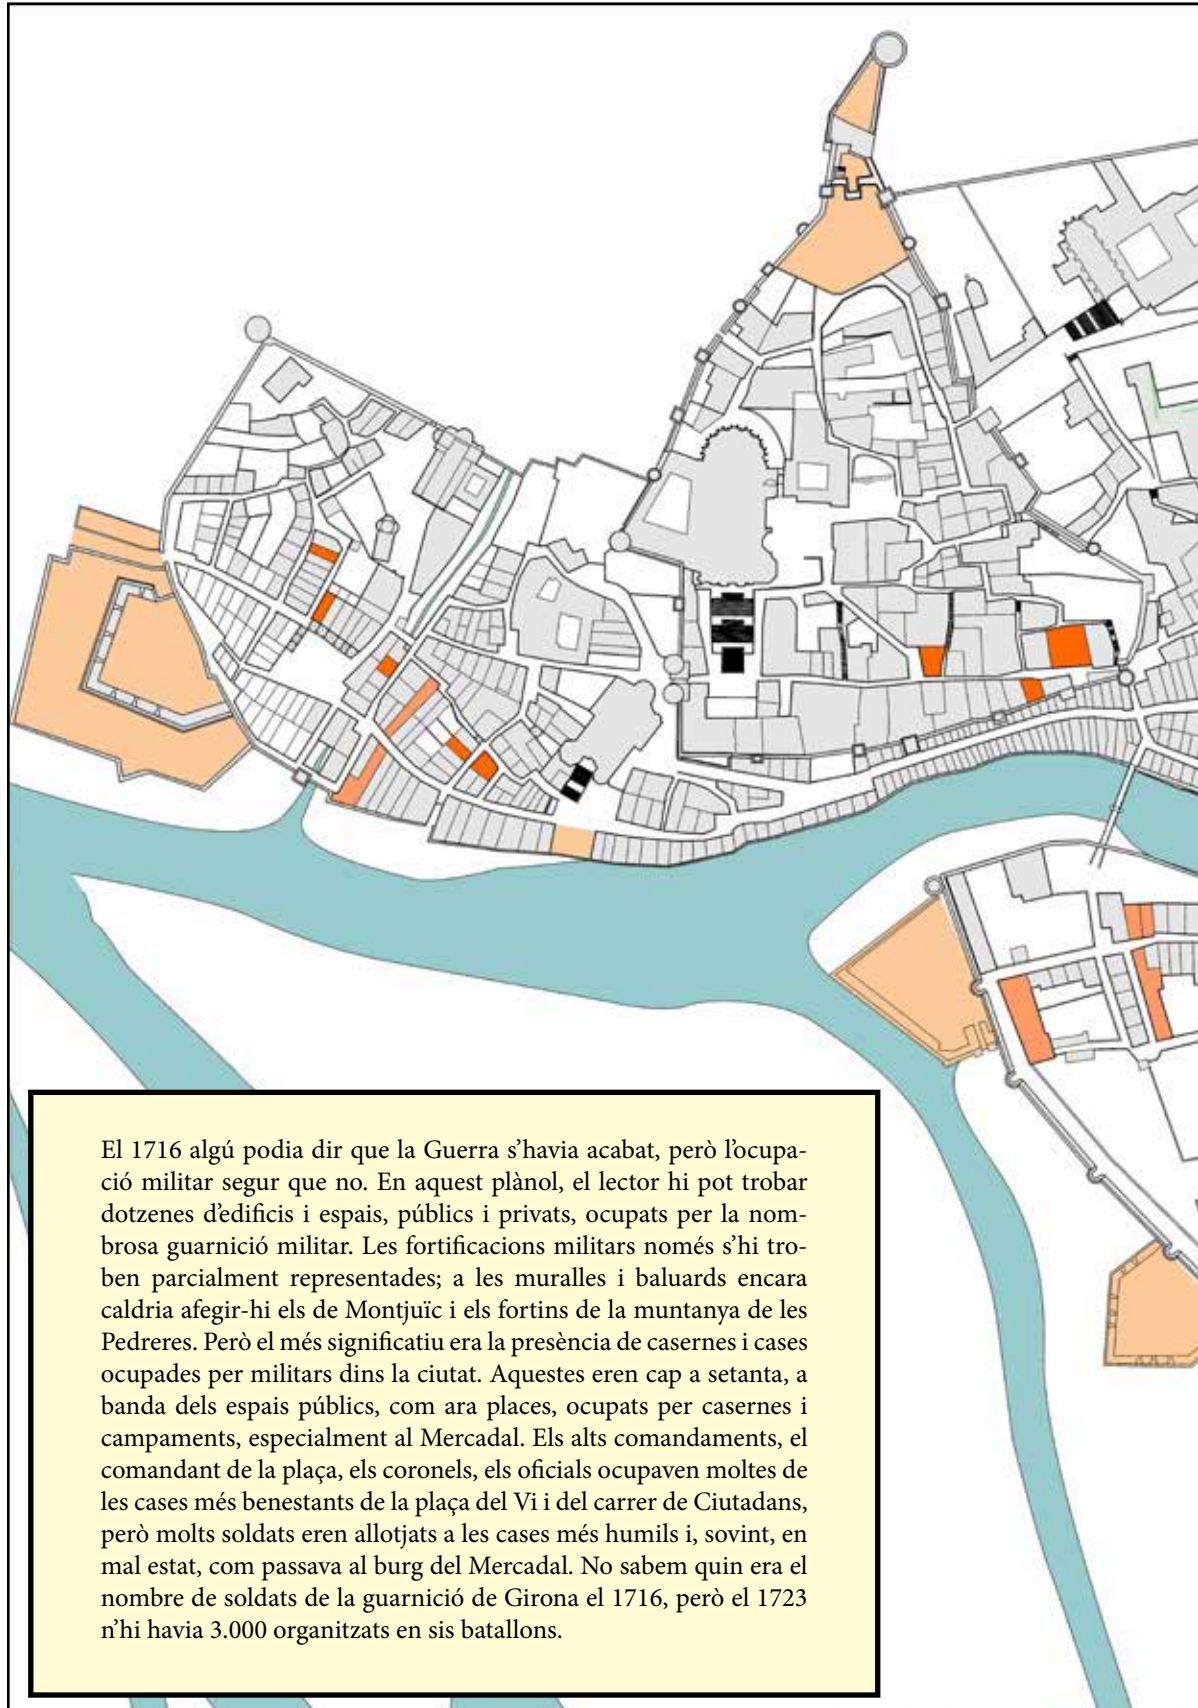 El 1716 algú podia dir que la Guerra s'havia acabat, però l'ocupa-
ció militar segur que no. En aquest plànol, el lector hi pot trobar
dotzenes d'edificis i espais, públics i privats, ocupats per la nom-
brosa guarnició militar. Les fortificacions militars només s'hi tro-
ben parcialment representades; a les muralles i baluards encara
caldria afegir-hi els de Montjuïc i els fortins de la muntanya de les
Pedreres. Però el més significatiu era la presència de casernes i cases
ocupades per militars dins la ciutat. Aquestes eren cap a setanta, a
banda dels espais públics, com ara places, ocupats per casernes i
campaments, especialment al Mercadal. Els alts comandaments, el
comandant de la plaça, els coronels, els oficials ocupaven moltes de
les cases més benestants de la plaça del Vi i del carrer de Ciutadans,
però molts soldats eren allotjats a les cases més humils i, sovint, en
mal estat, com passava al burg del Mercadal. No sabem quin era el
nombre de soldats de la guarnició de Girona el 1716, però el 1723
n'hi havia 3.000 organitzats en sis batallons.